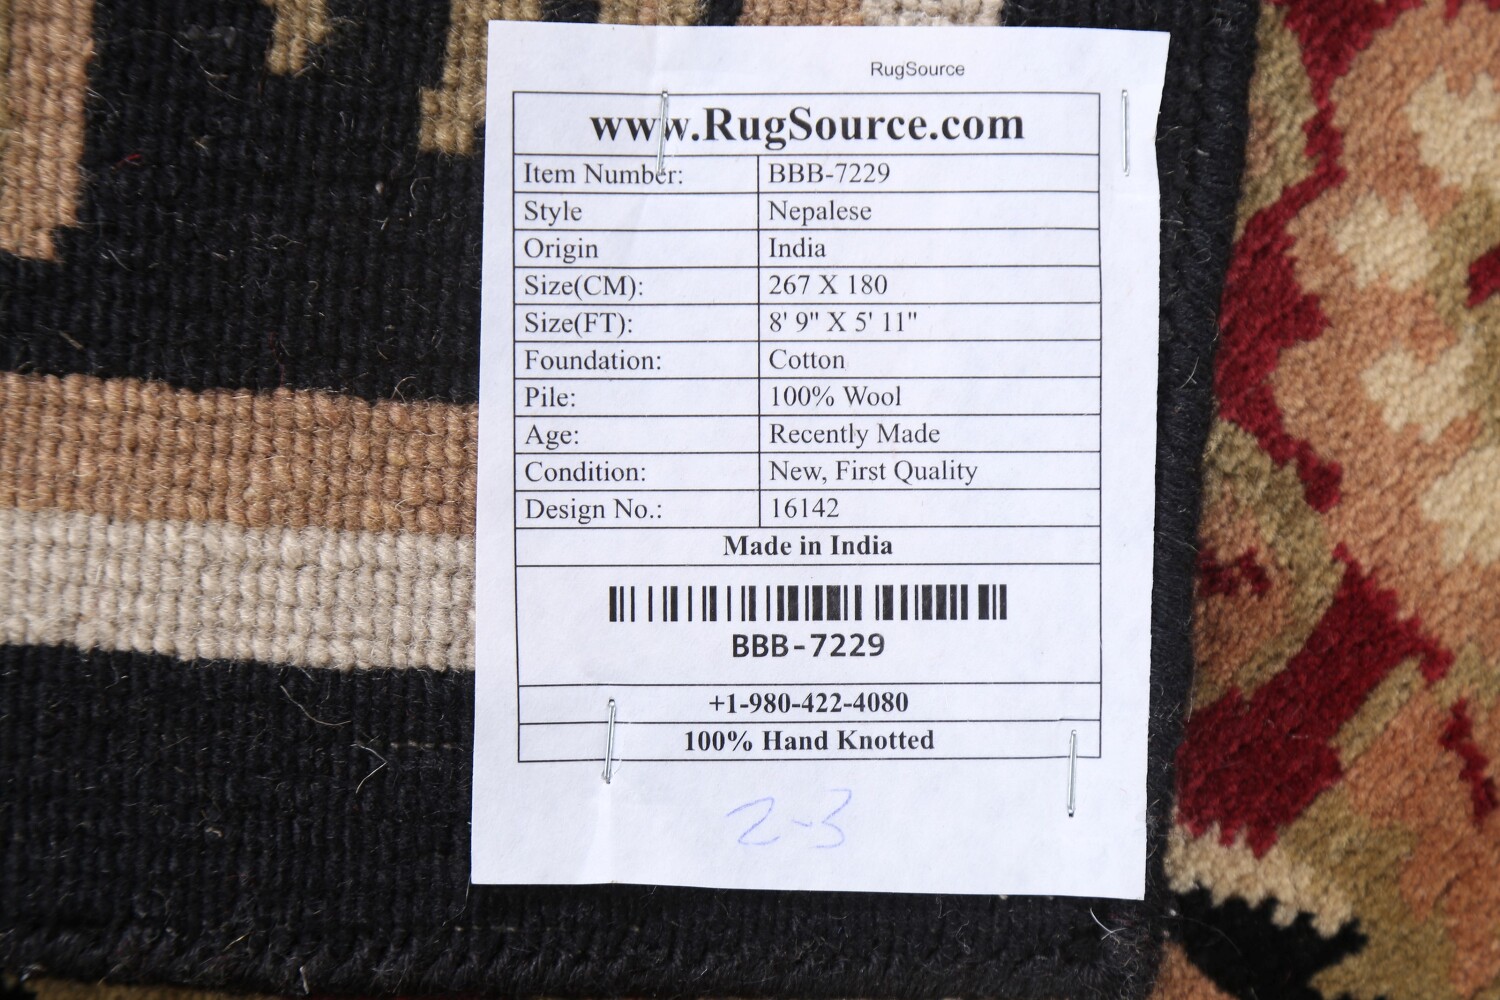 RugSource
www.RugSource.com
Item Number: BBB-7229
Style Nepalese
Origin India
Size(CM): 267 X 180
Size(FT): 8' 9" X 5' 11"
Foundation: Cotton
Pile: 100% Wool
Age: Recently Made
Condition: New, First Quality
Design No.: 16142
Made in India
BBB-7229
+1-980-422-4080
100% Hand Knotted
2-3